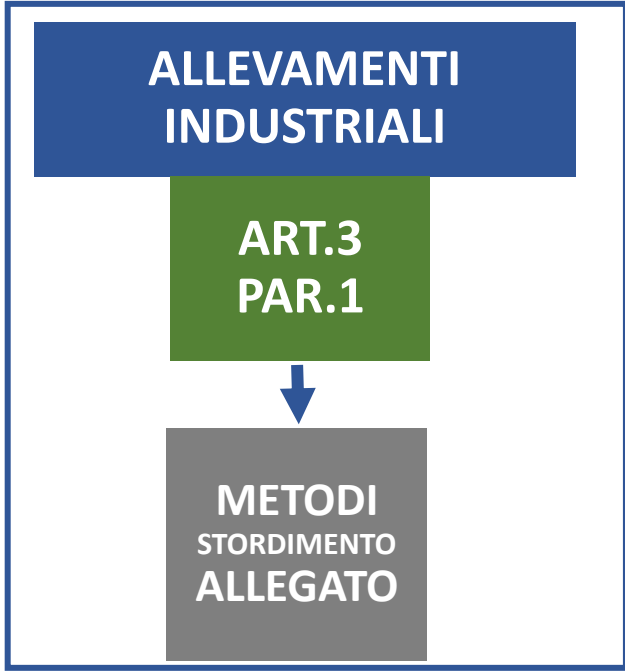 ALLEVAMENTI
INDUSTRIALI
ART.3
PAR.1
METODI
STORDIMENTO
ALLEGATO